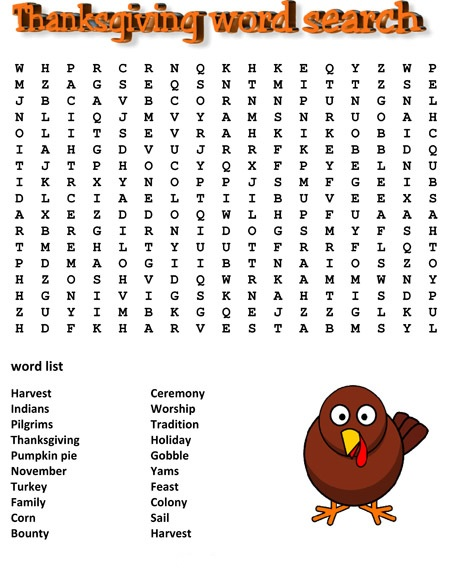 Thanksgiving word search
W H P R C R N Q K H K E Q Y Z W P
M Z A G S E Q S N T M I T T Z S E
J B C A V B C O R N N P U N G N L
N L I Q J M V Y A M S N R U O A H
O L I T S E V R A H K I K O B I C
I A H G D V U J R R F K E B B D Q
T J T P H O C Y Q X F P Y E L N U
I K R X Y N O P P J S M F G E I B
D L C I A E L T I I B U V E E X S
A X E Z D D O Q W L H P F U A A A
R B R G I R N I D O G S M Y F S H
T M E H L T Y U U T F R R F L Q T
P D M A O G I I B T N A I O S Z O
H Z O S H V D Q W R K A M M W N Y
H G N I V I G S K N A H T I S D P
Z U Y I M B K G Q E J Z Z G L K U
H D F K H A R V E S T A B M S Y L
word list
Harvest Ceremony
Indians Worship
Pilgrims Tradition
Thanksgiving Holiday
Pumpkin pie Gobble
November Yams
Turkey Feast
Family Colony
Corn Sail
Bounty Harvest